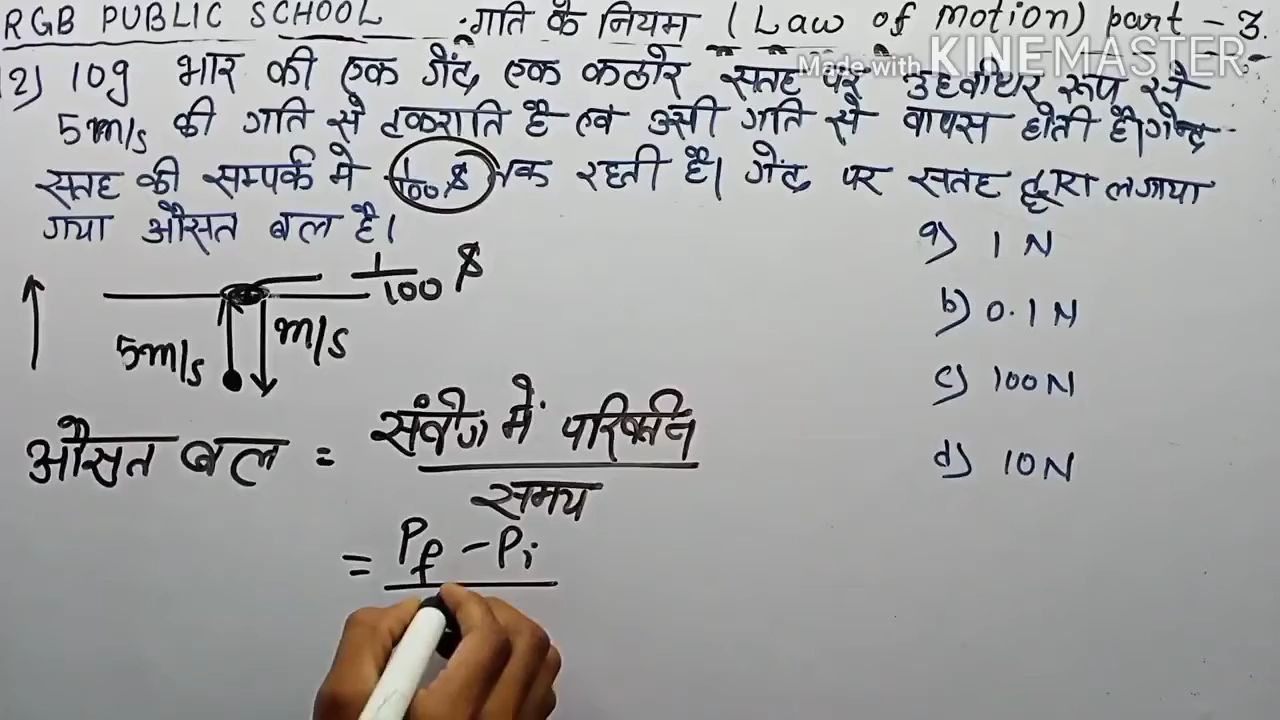 RGB PUBLIC SCHOOL गति के नियम (Law of motion) part - 3.
Made with KINEMASTER
12) 10g भार की एक गेंद एक कठोर सतह पर उर्ध्वाधर रूप से
5m/s की गति से टकराति है एवं उसी गति से वापस होती है। गेन्द
सतह की सम्पर्क मे 1/100 s तक रहती है। गेंद पर सतह द्वारा लगाया
गया औसत बल है।
a) 1 N
b) 0.1 N
c) 100 N
d) 10 N
1/100 s
5m/s
m/s
औसत बल = संवेग में परिवर्तन
समय
= Pf - Pi